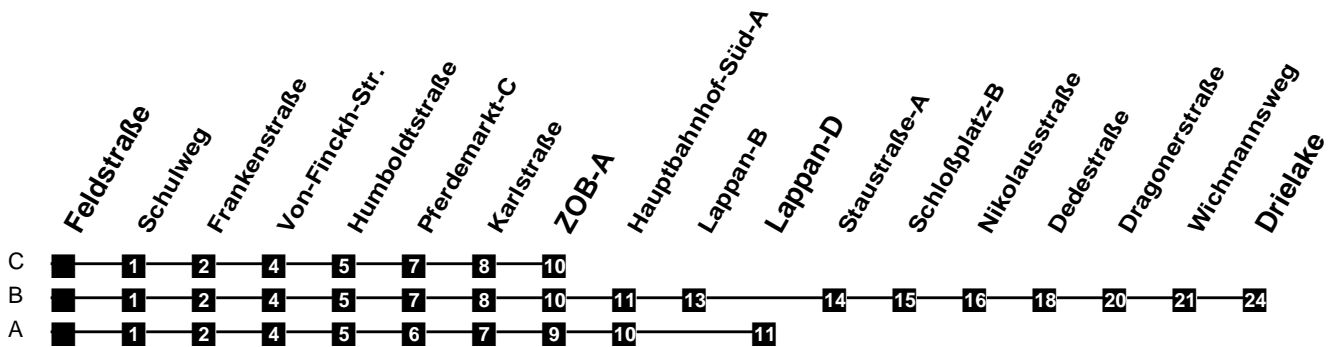 Feldstraße
Schulweg
Frankenstraße
Von-Finckh-Str.
Humboldtstraße
Pferdemarkt-C
Karlstraße
ZOB-A
Hauptbahnhof-Süd-A
Lappan-B
Lappan-D
Staustraße-A
Schloßplatz-B
Nikolausstraße
Dedestraße
Dragonerstraße
Wichmannsweg
Drielake
C 1 2 4 5 7 8 10
B 1 2 4 5 7 8 10 11 13 14 15 16 18 20 21 24
A 1 2 4 5 6 7 9 10 11